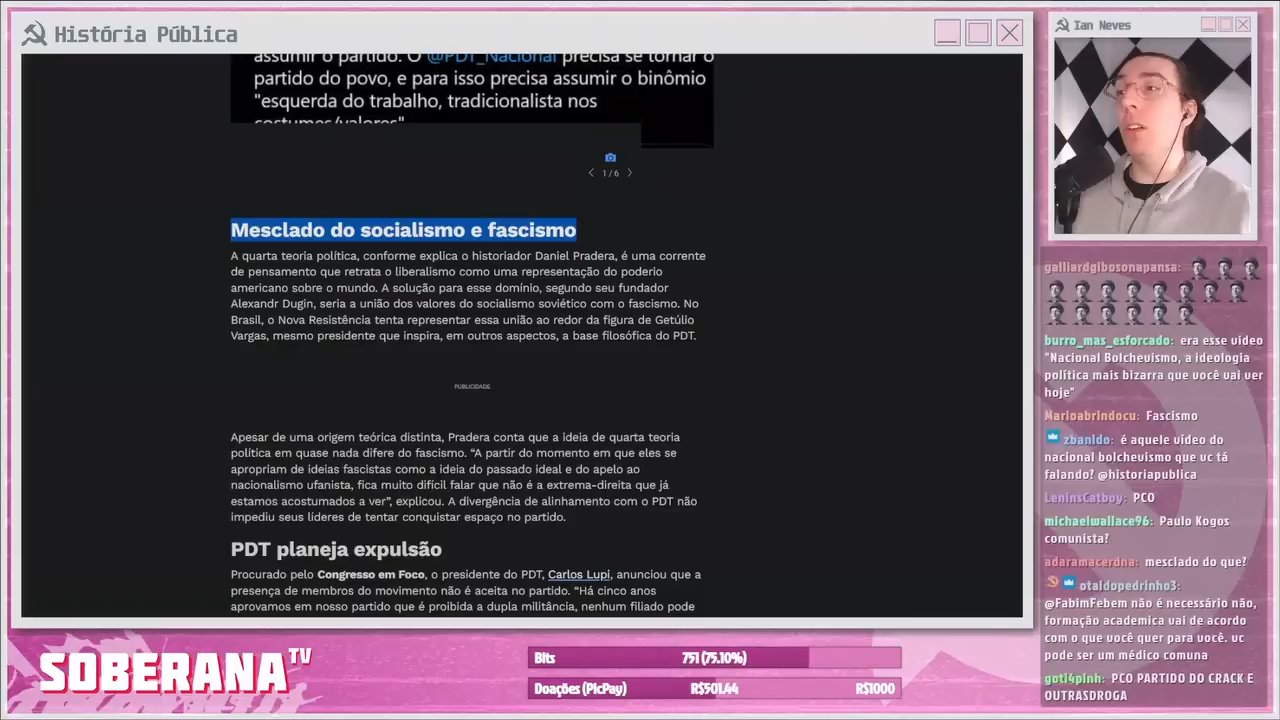 História Pública
assumir o partido. O @PDT_Nacional precisa se tornar o
partido do povo, e para isso precisa assumir o binômio
"esquerda do trabalho, tradicionalista nos
costumes/valores"
1/6
Mesclado do socialismo e fascismo
A quarta teoria política, conforme explica o historiador Daniel Pradera, é uma corrente
de pensamento que retrata o liberalismo como uma representação do poderio
americano sobre o mundo. A solução para esse domínio, segundo seu fundador
Alexandr Dugin, seria a união dos valores do socialismo soviético com o fascismo. No
Brasil, o Nova Resistência tenta representar essa união ao redor da figura de Getúlio
Vargas, mesmo presidente que inspira, em outros aspectos, a base filosófica do PDT.
PUBLICIDADE
Apesar de uma origem teórica distinta, Pradera conta que a ideia de quarta teoria
política em quase nada difere do fascismo. “A partir do momento em que eles se
apropriam de ideias fascistas como a ideia do passado ideal e do apelo ao
nacionalismo ufanista, fica muito difícil falar que não é a extrema-direita que já
estamos acostumados a ver”, explicou. A divergência de alinhamento com o PDT não
impediu seus líderes de tentar conquistar espaço no partido.
PDT planeja expulsão
Procurado pelo Congresso em Foco, o presidente do PDT, Carlos Lupi, anunciou que a
presença de membros do movimento não é aceita no partido. “Há cinco anos
aprovamos em nosso partido que é proibida a dupla militância, nenhum filiado pode
Ian Neves
galliardgibosonapansa:
burro_mas_esforcado: era esse video
"Nacional Bolchevismo, a ideologia
política mais bizarra que você vai ver
hoje"
Marioabrindocu: Fascismo
zbanido: é aquele vídeo do
nacional bolchevismo que vc tá
falando? @historiapublica
LeninsCatboy: PCO
michaelwallace96: Paulo Kogos
comunista?
adaramacerdna: mesclado do que?
otaldopedrinho3:
@FabimFebem não é necessário não,
formação academica vai de acordo
com o que você quer para você. vc
pode ser um médico comuna
goti4pinh: PCO PARTIDO DO CRACK E
OUTRASDROGA
SOBERANA TV
Bits 751 (75.10%)
Doações (PicPay) R$501.44 R$1000